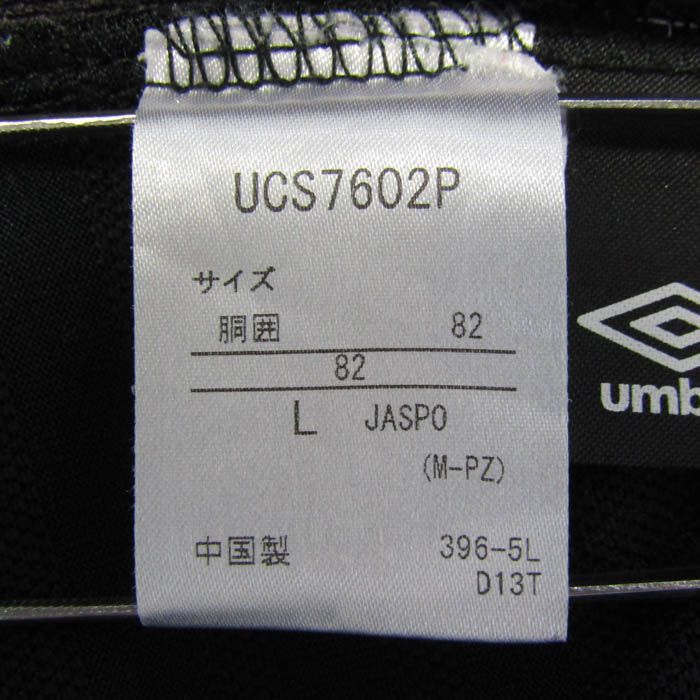 UCS7602P
サイズ
胴囲 82
82
L JASPO
(M-PZ)
中国製 396-5L
D13T
umb